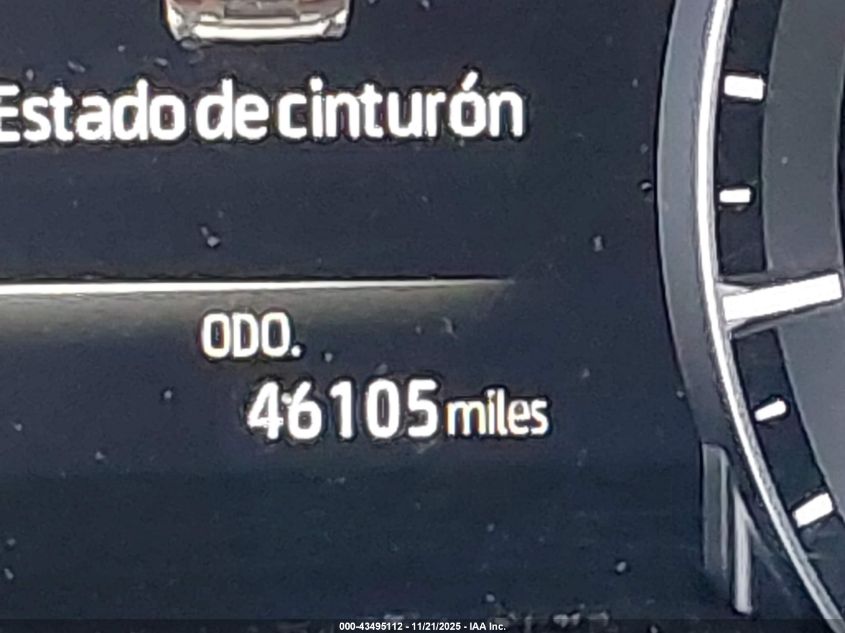 Estado de cinturón
ODO.
46105 miles
000-43495112 - 11/21/2025 - IAA Inc.